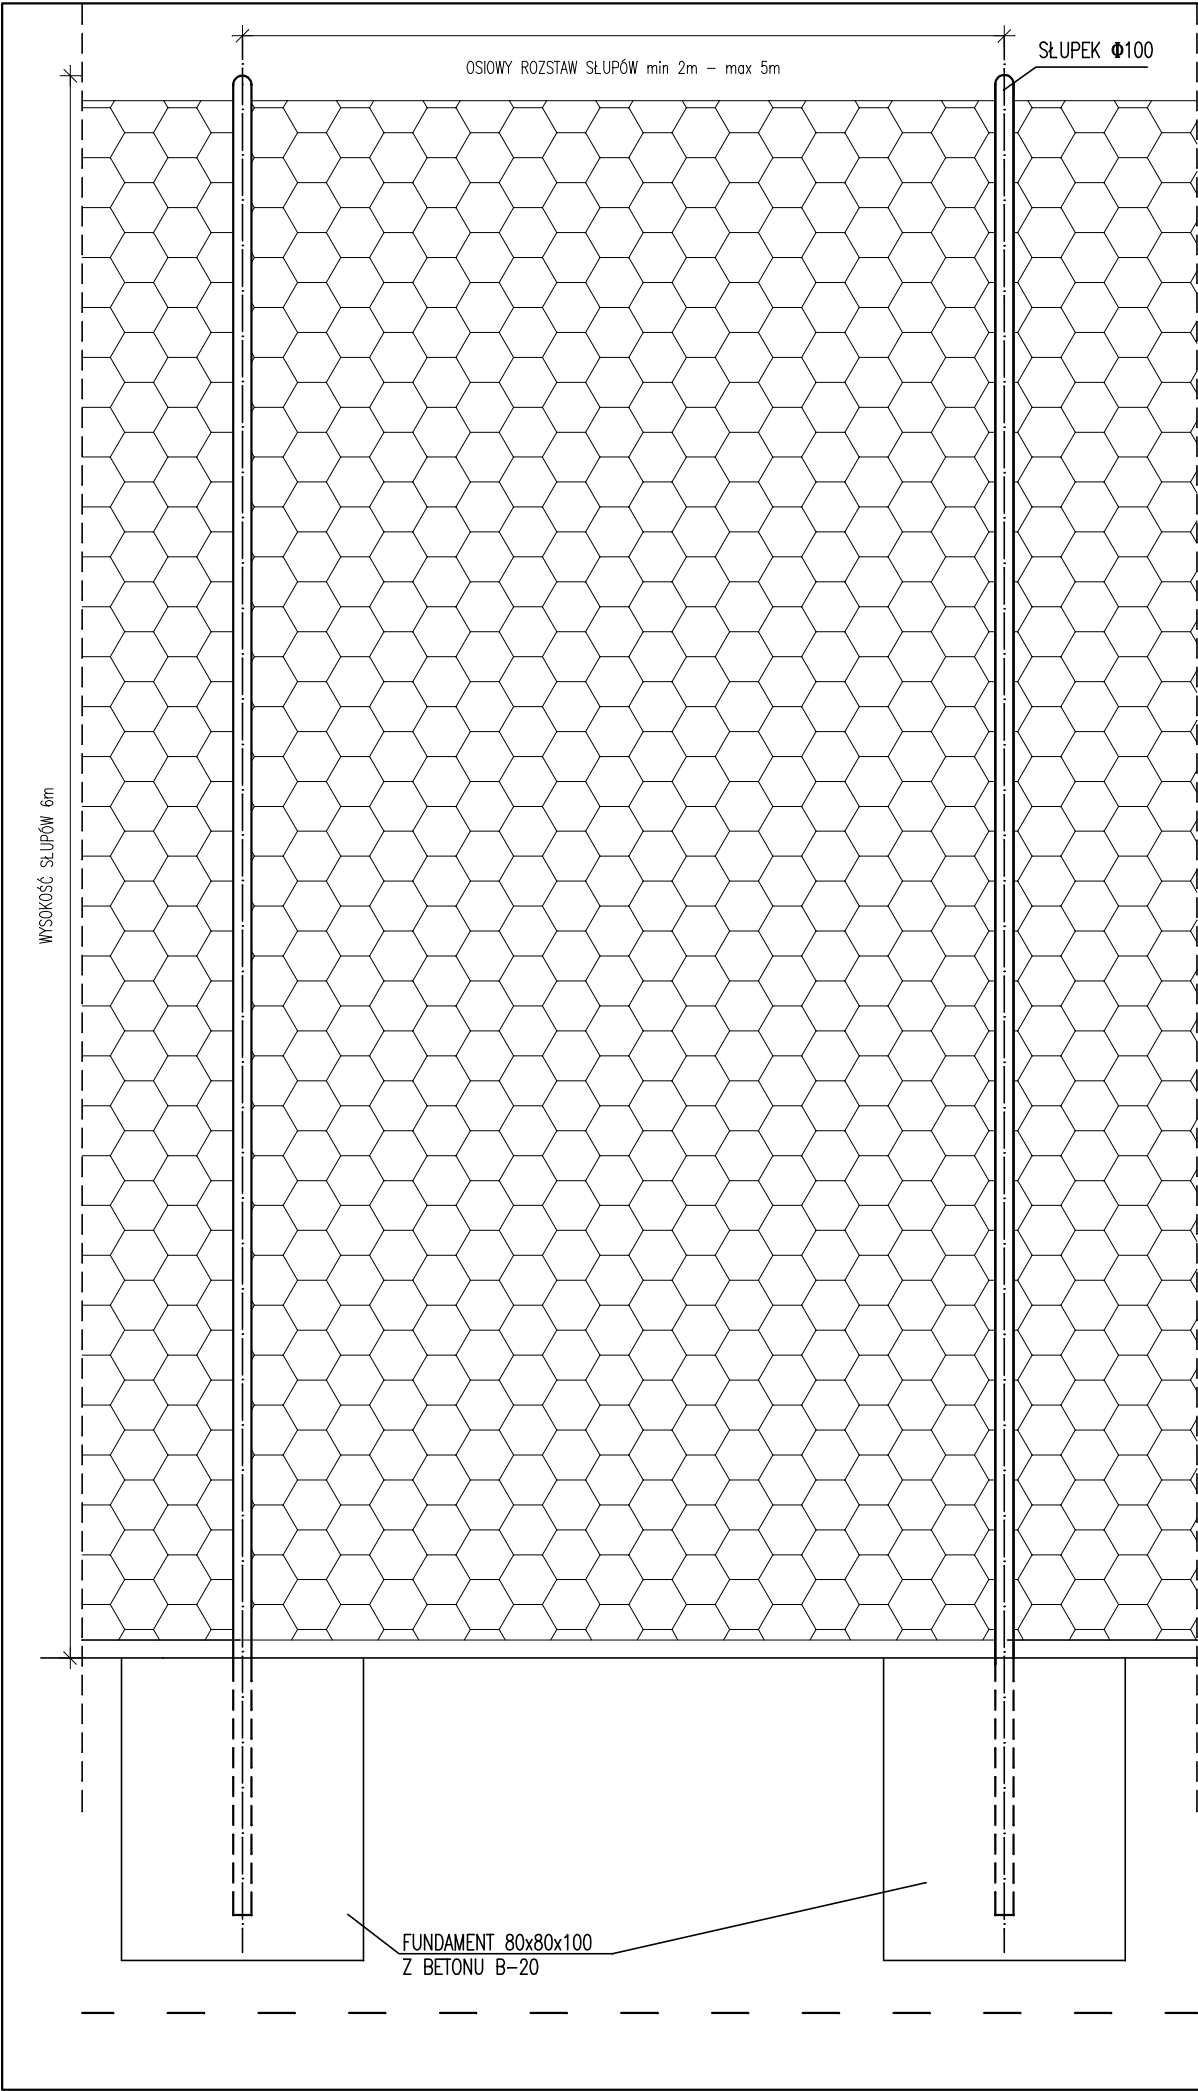 SŁUPEK Φ100
OSIOWY ROZSTAW SŁUPÓW min 2m – max 5m
WYSOKOŚĆ SŁUPÓW 6m
FUNDAMENT 80x80x100
Z BETONU B-20